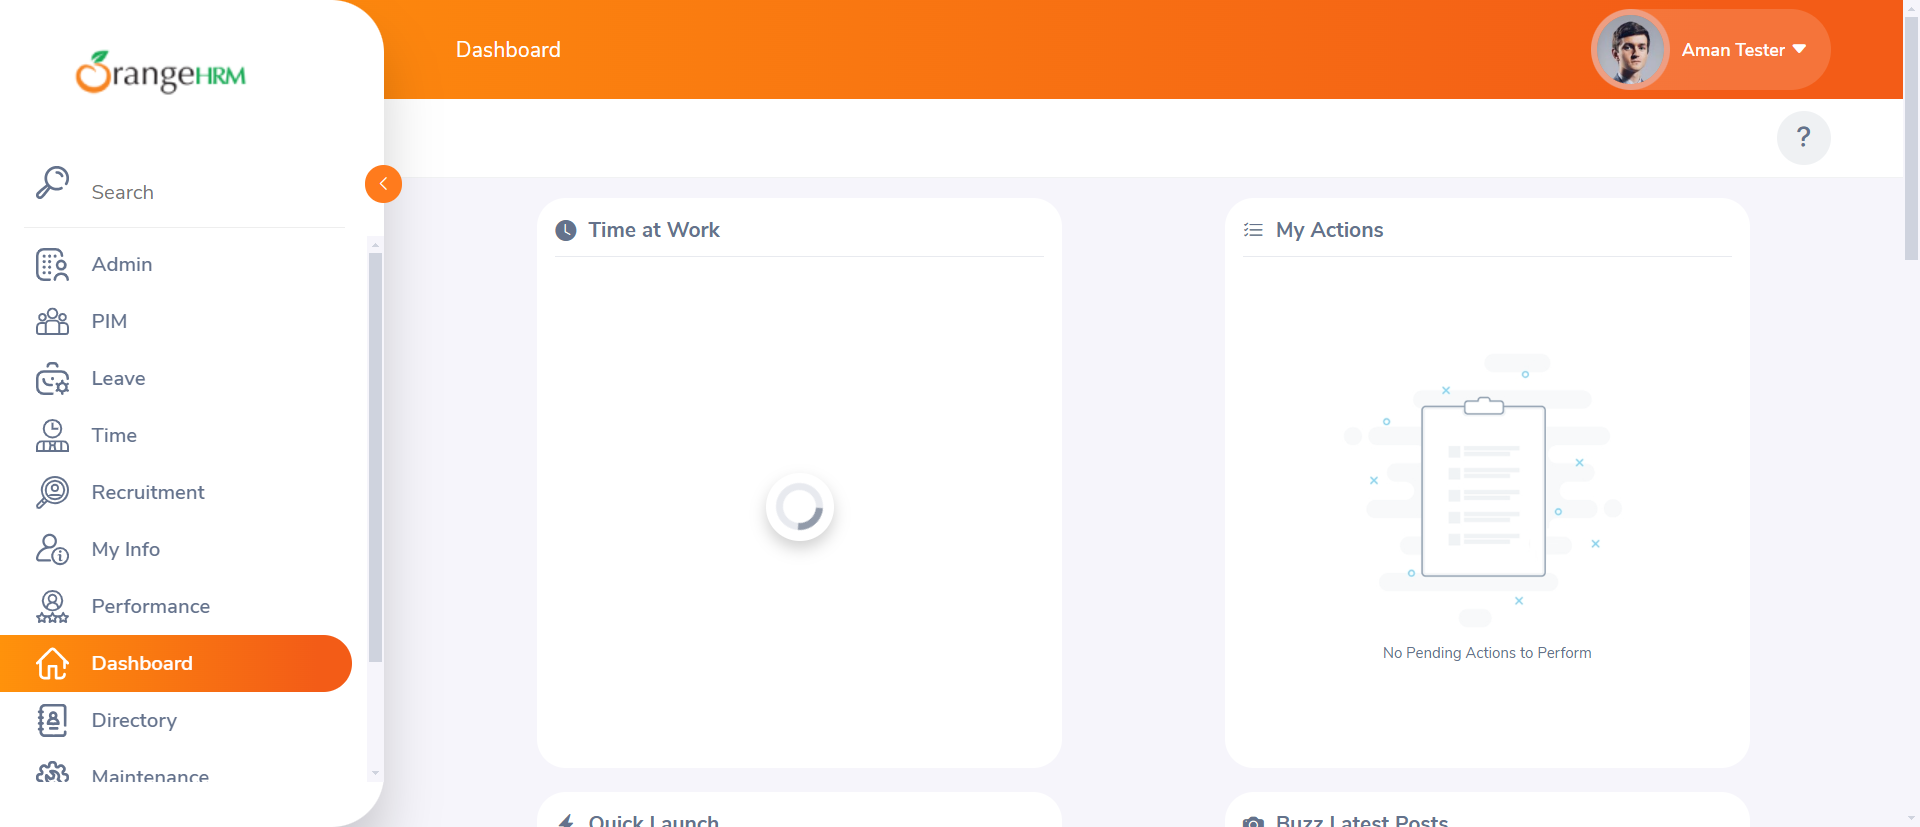 OrangeHRM
Dashboard
Aman Tester
?
Search
Admin
PIM
Leave
Time
Recruitment
My Info
Performance
Dashboard
Directory
Maintenance
Time at Work
My Actions
No Pending Actions to Perform
Quick Launch
Buzz Latest Posts